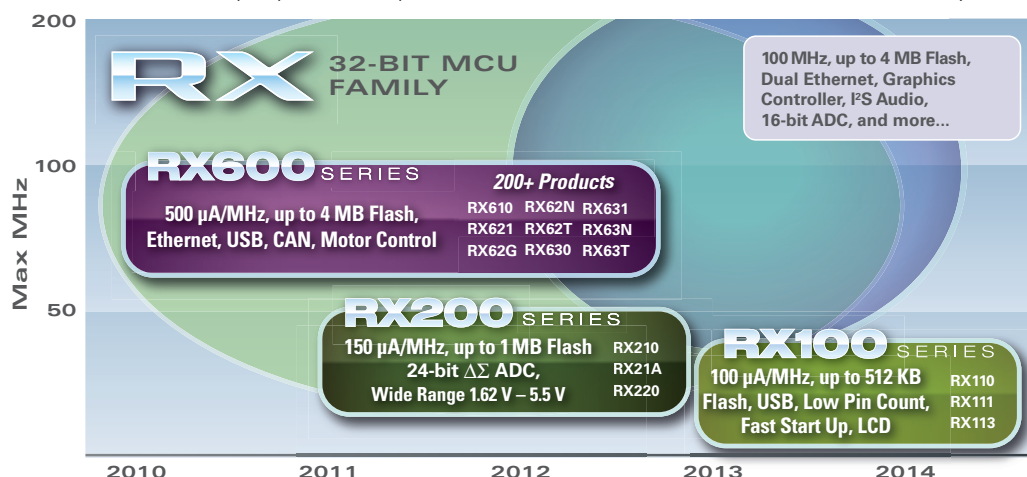 200
RX 32-BIT MCU
FAMILY
100 MHz, up to 4 MB Flash,
Dual Ethernet, Graphics
Controller, I²S Audio,
16-bit ADC, and more...
100
RX600 SERIES
200+ Products
500 µA/MHz, up to 4 MB Flash,
Ethernet, USB, CAN, Motor Control
RX610 RX62N RX631
RX621 RX62T RX63N
RX62G RX630 RX63T
Max MHz
50
RX200 SERIES
150 µA/MHz, up to 1 MB Flash
24-bit ΔΣ ADC,
Wide Range 1.62 V – 5.5 V
RX210
RX21A
RX220
RX100 SERIES
100 µA/MHz, up to 512 KB
Flash, USB, Low Pin Count,
Fast Start Up, LCD
RX110
RX111
RX113
2010 2011 2012 2013 2014